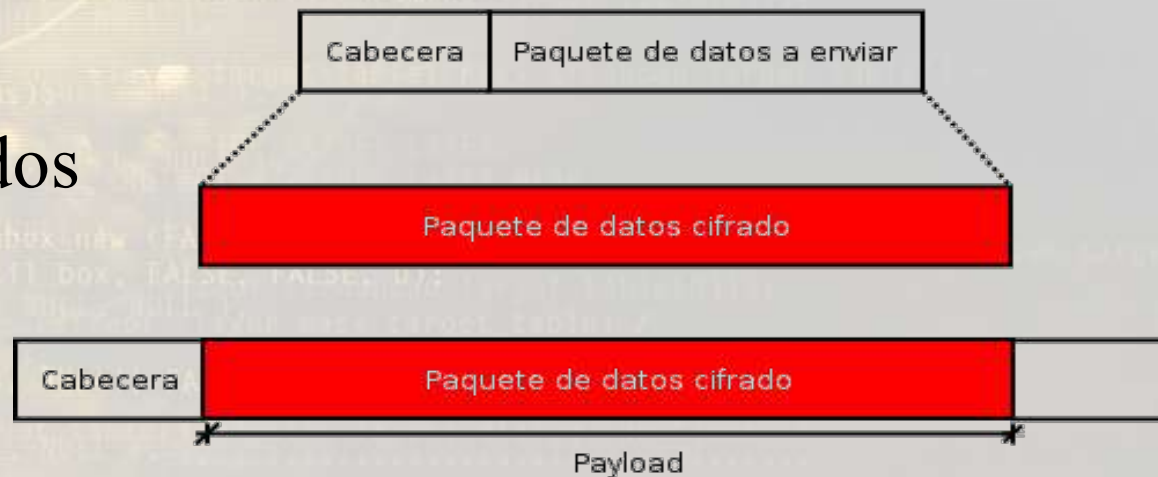 Cabecera Paquete de datos a enviar
dos
Paquete de datos cifrado
Cabecera Paquete de datos cifrado
Payload